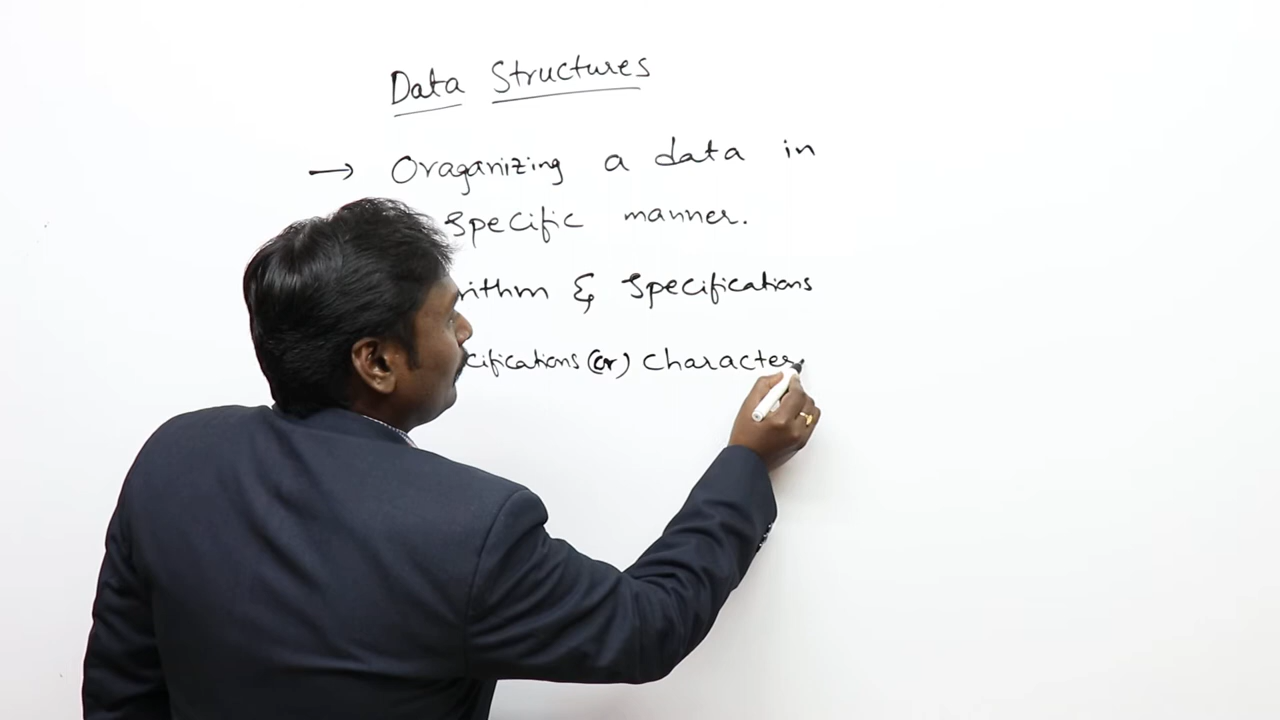 Data Structures
→ Oraganizing a data in
Specific manner.
rithm & Specifications
cifications (or) Character